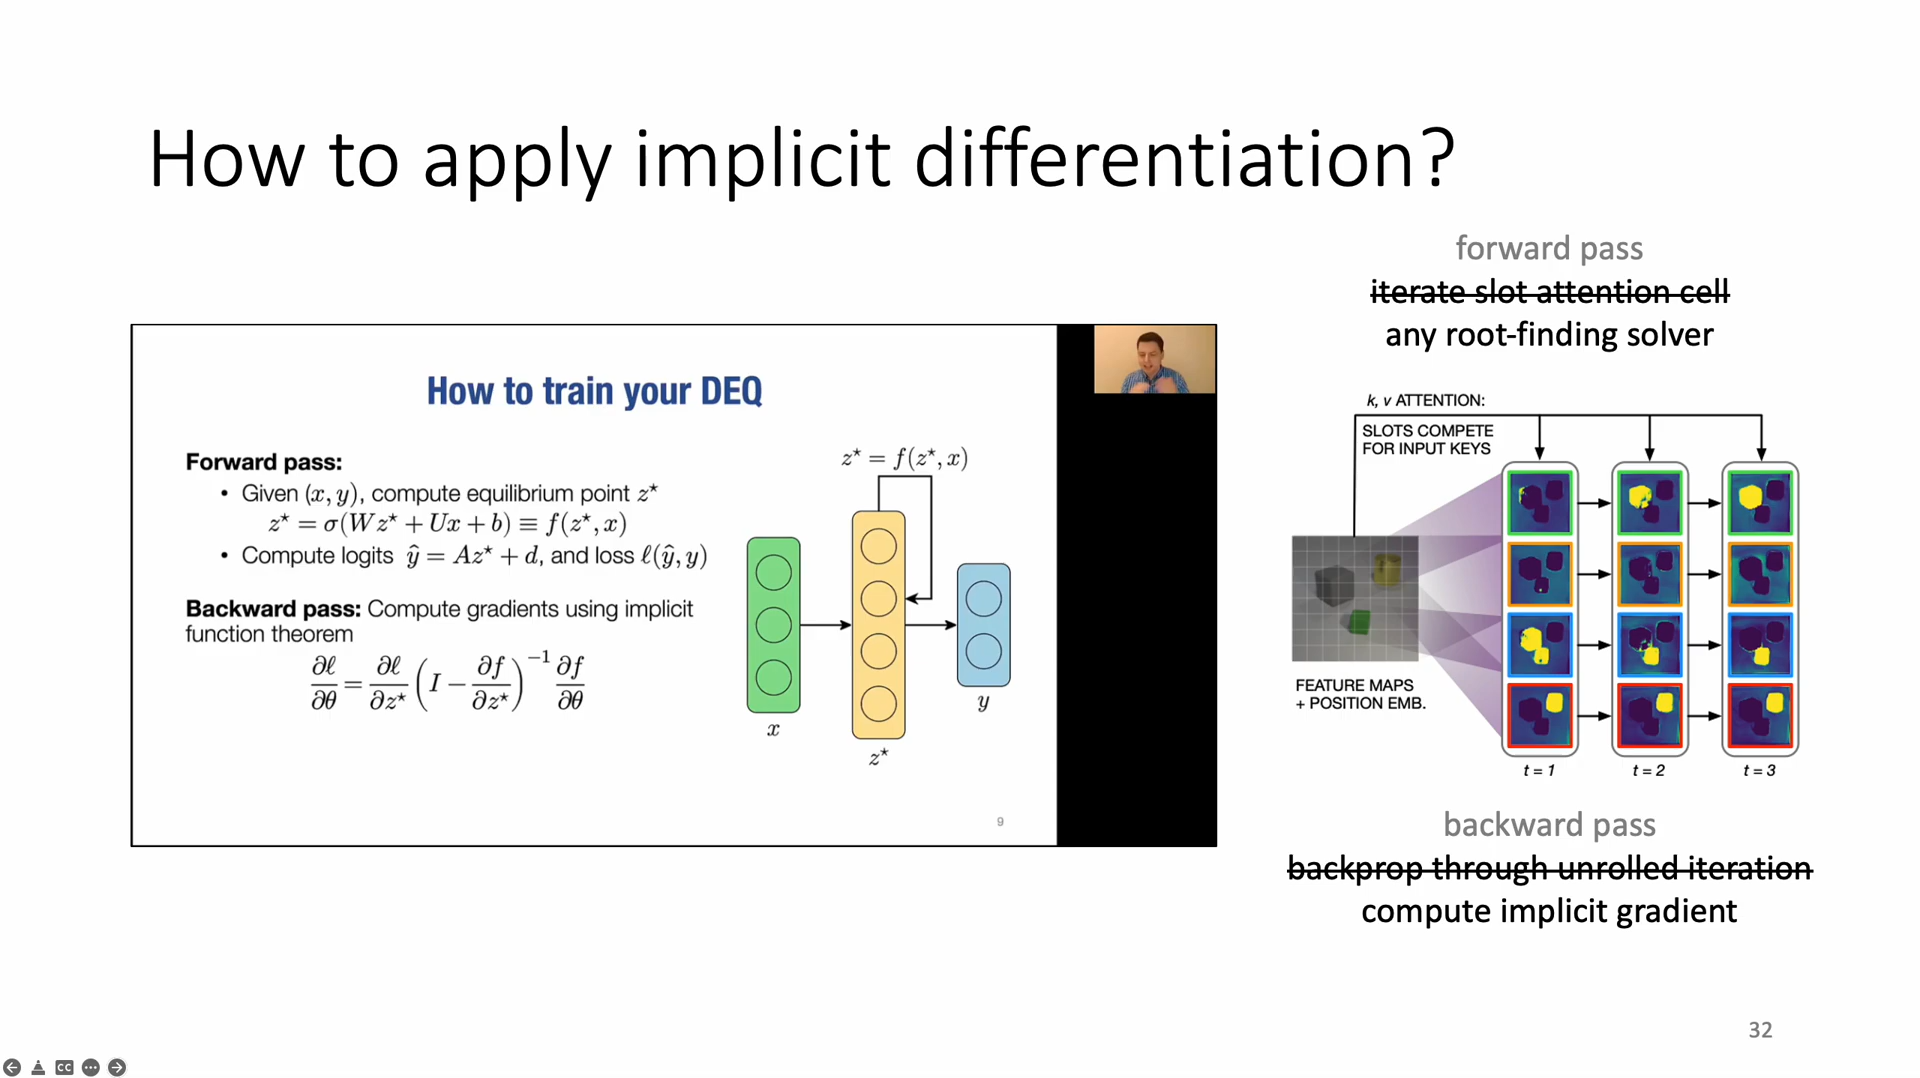 How to apply implicit differentiation?
How to train your DEQ
Forward pass:
• Given (x, y), compute equilibrium point z⋆
z⋆ = σ(Wz⋆ + Ux + b) ≡ f(z⋆, x)
• Compute logits ŷ = Az⋆ + d, and loss ℓ(ŷ, y)
Backward pass: Compute gradients using implicit
function theorem
∂ℓ/∂θ = ∂ℓ/∂z⋆ (I − ∂f/∂z⋆)⁻¹ ∂f/∂θ
z⋆ = f(z⋆, x)
x
z⋆
y
9
forward pass
iterate slot attention cell
any root-finding solver
k, v ATTENTION:
SLOTS COMPETE
FOR INPUT KEYS
FEATURE MAPS
+ POSITION EMB.
t = 1
t = 2
t = 3
backward pass
backprop through unrolled iteration
compute implicit gradient
32
CC